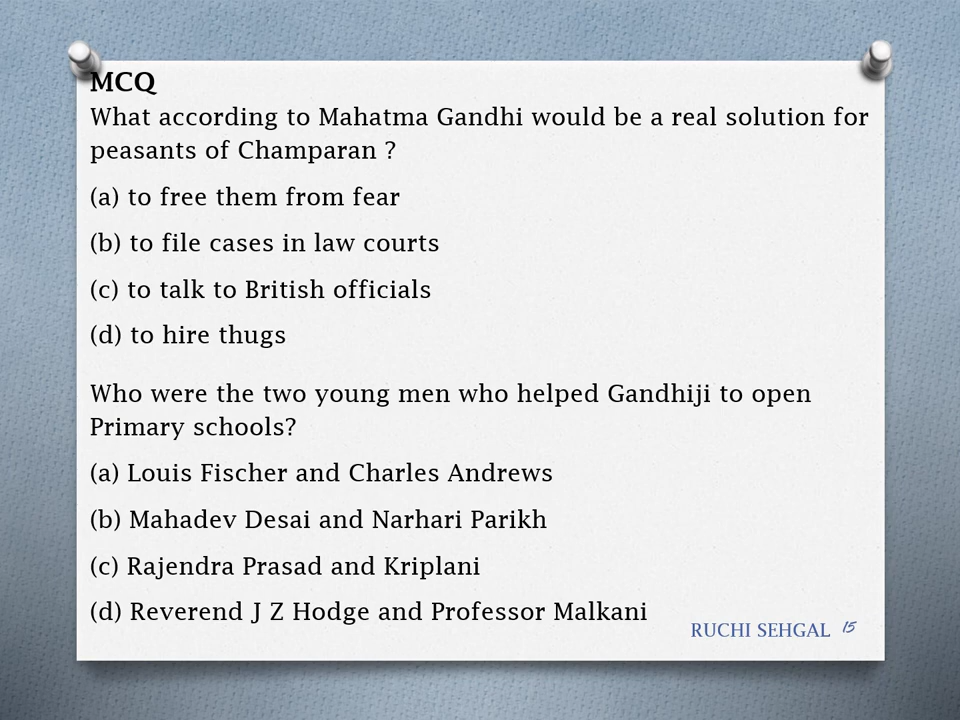 MCQ
What according to Mahatma Gandhi would be a real solution for
peasants of Champaran ?
(a) to free them from fear
(b) to file cases in law courts
(c) to talk to British officials
(d) to hire thugs
Who were the two young men who helped Gandhiji to open
Primary schools?
(a) Louis Fischer and Charles Andrews
(b) Mahadev Desai and Narhari Parikh
(c) Rajendra Prasad and Kriplani
(d) Reverend J Z Hodge and Professor Malkani
RUCHI SEHGAL 15